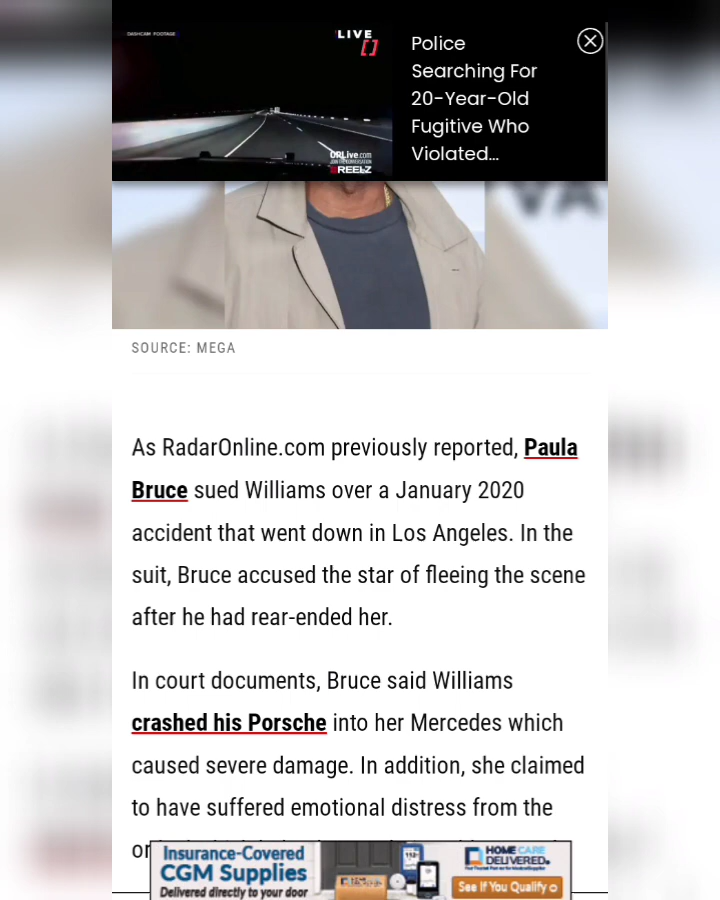 DASHCAM FOOTAGE
LIVE
[]
ORLive.com
JOIN THE CONVERSATION
REELZ
Police
Searching For
20-Year-Old
Fugitive Who
Violated...
VA
SOURCE: MEGA
As RadarOnline.com previously reported, Paula
Bruce sued Williams over a January 2020
accident that went down in Los Angeles. In the
suit, Bruce accused the star of fleeing the scene
after he had rear-ended her.
In court documents, Bruce said Williams
crashed his Porsche into her Mercedes which
caused severe damage. In addition, she claimed
to have suffered emotional distress from the
Insurance-Covered
CGM Supplies
Delivered directly to your door
HOME CARE
DELIVERED
See If You Qualify